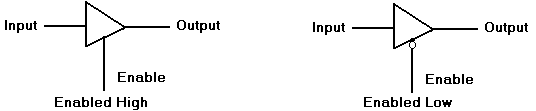 Input Output Input Output
Enable Enable
Enabled High Enabled Low